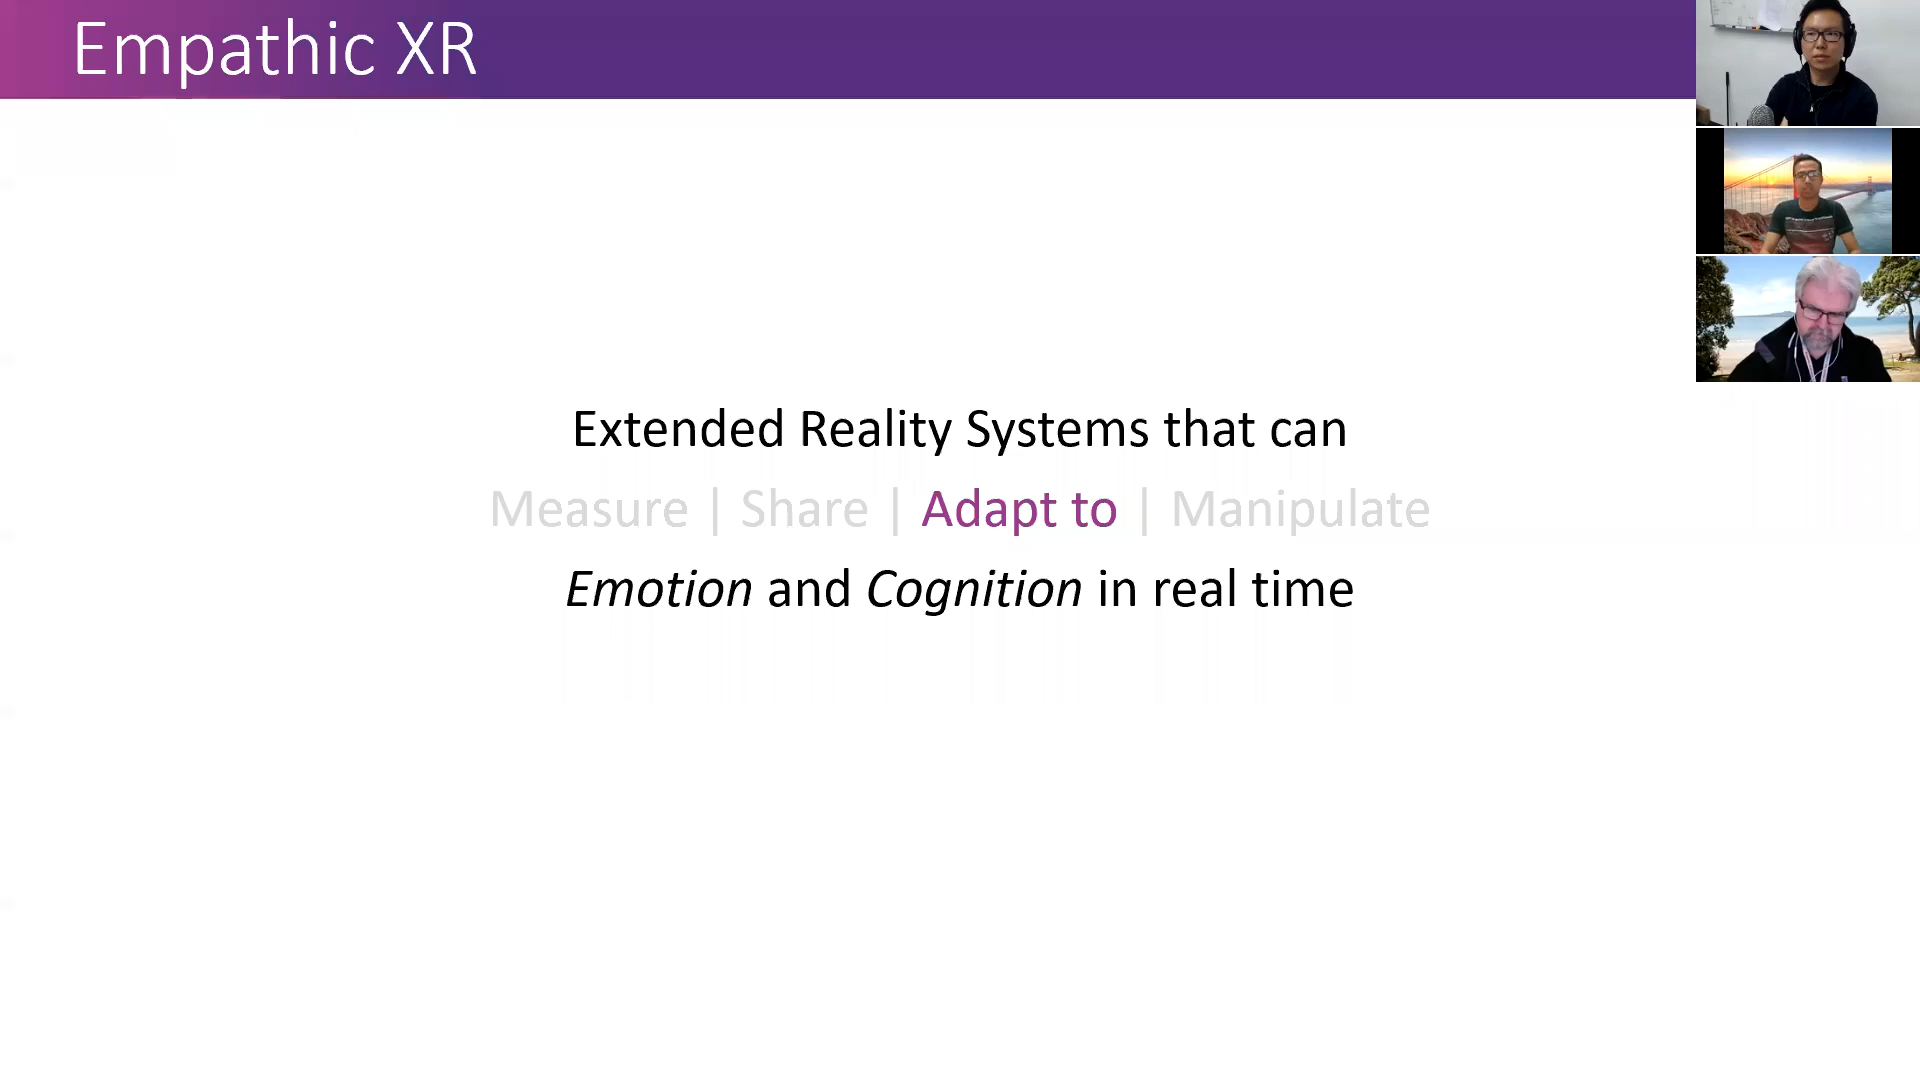 Empathic XR
Extended Reality Systems that can
Measure | Share | Adapt to | Manipulate
Emotion and Cognition in real time